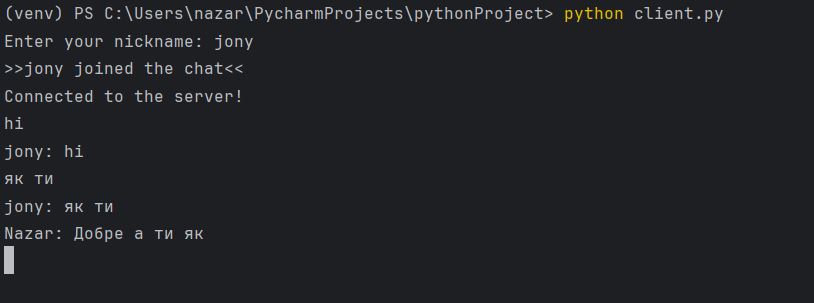 (venv) PS C:\Users\nazar\PycharmProjects\pythonProject> python client.py
Enter your nickname: jony
>>jony joined the chat<<
Connected to the server!
hi
jony: hi
як ти
jony: як ти
Nazar: Добре а ти як